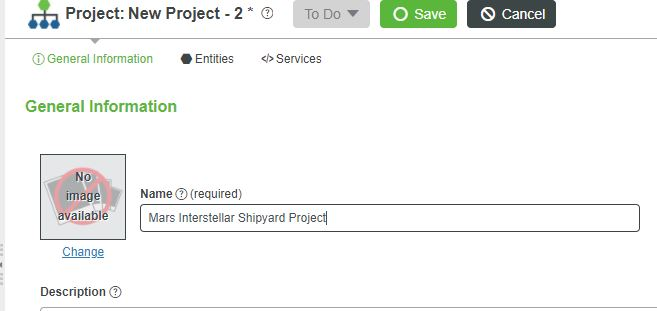 Project: New Project - 2 * ? To Do Save Cancel
General Information Entities </> Services
General Information
No
image
available
Name ? (required)
Mars Interstellar Shipyard Project
Change
Description ?